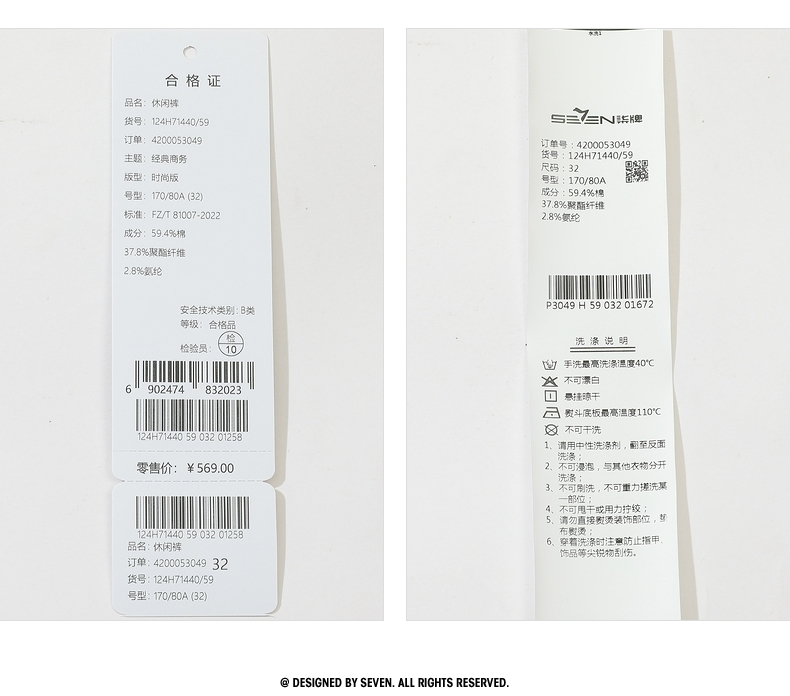 合格证
品名: 休闲裤
货号: 124H71440/59
订单: 4200053049
主题: 经典商务
版型: 时尚版
号型: 170/80A (32)
标准: FZ/T 81007-2022
成分: 59.4%棉
37.8%聚酯纤维
2.8%氨纶
安全技术类别: B类
等级: 合格品
检验员: 检 10
6 902474 832023
124H71440 59 032 01258
零售价: ¥569.00
124H71440 59 032 01258
品名: 休闲裤
订单: 4200053049 32
货号: 124H71440/59
号型: 170/80A (32)
水洗1
SEVEN柒牌
订单号: 4200053049
货号: 124H71440/59
尺码: 32
号型: 170/80A
成分: 59.4%棉
37.8%聚酯纤维
2.8%氨纶
P3049 H 59 032 01672
洗涤说明
手洗最高洗涤温度40℃
不可漂白
悬挂晾干
熨斗底板最高温度110℃
不可干洗
1、请用中性洗涤剂，翻至反面
洗涤；
2、不可浸泡，与其他衣物分开
洗涤；
3、不可刷洗，不可重力搓洗某
一部位；
4、不可甩干或用力拧绞；
5、请勿直接熨烫装饰部位，垫
布熨烫；
6、穿着洗涤时注意防止指甲、
饰品等尖锐物刮伤。
@ DESIGNED BY SEVEN. ALL RIGHTS RESERVED.